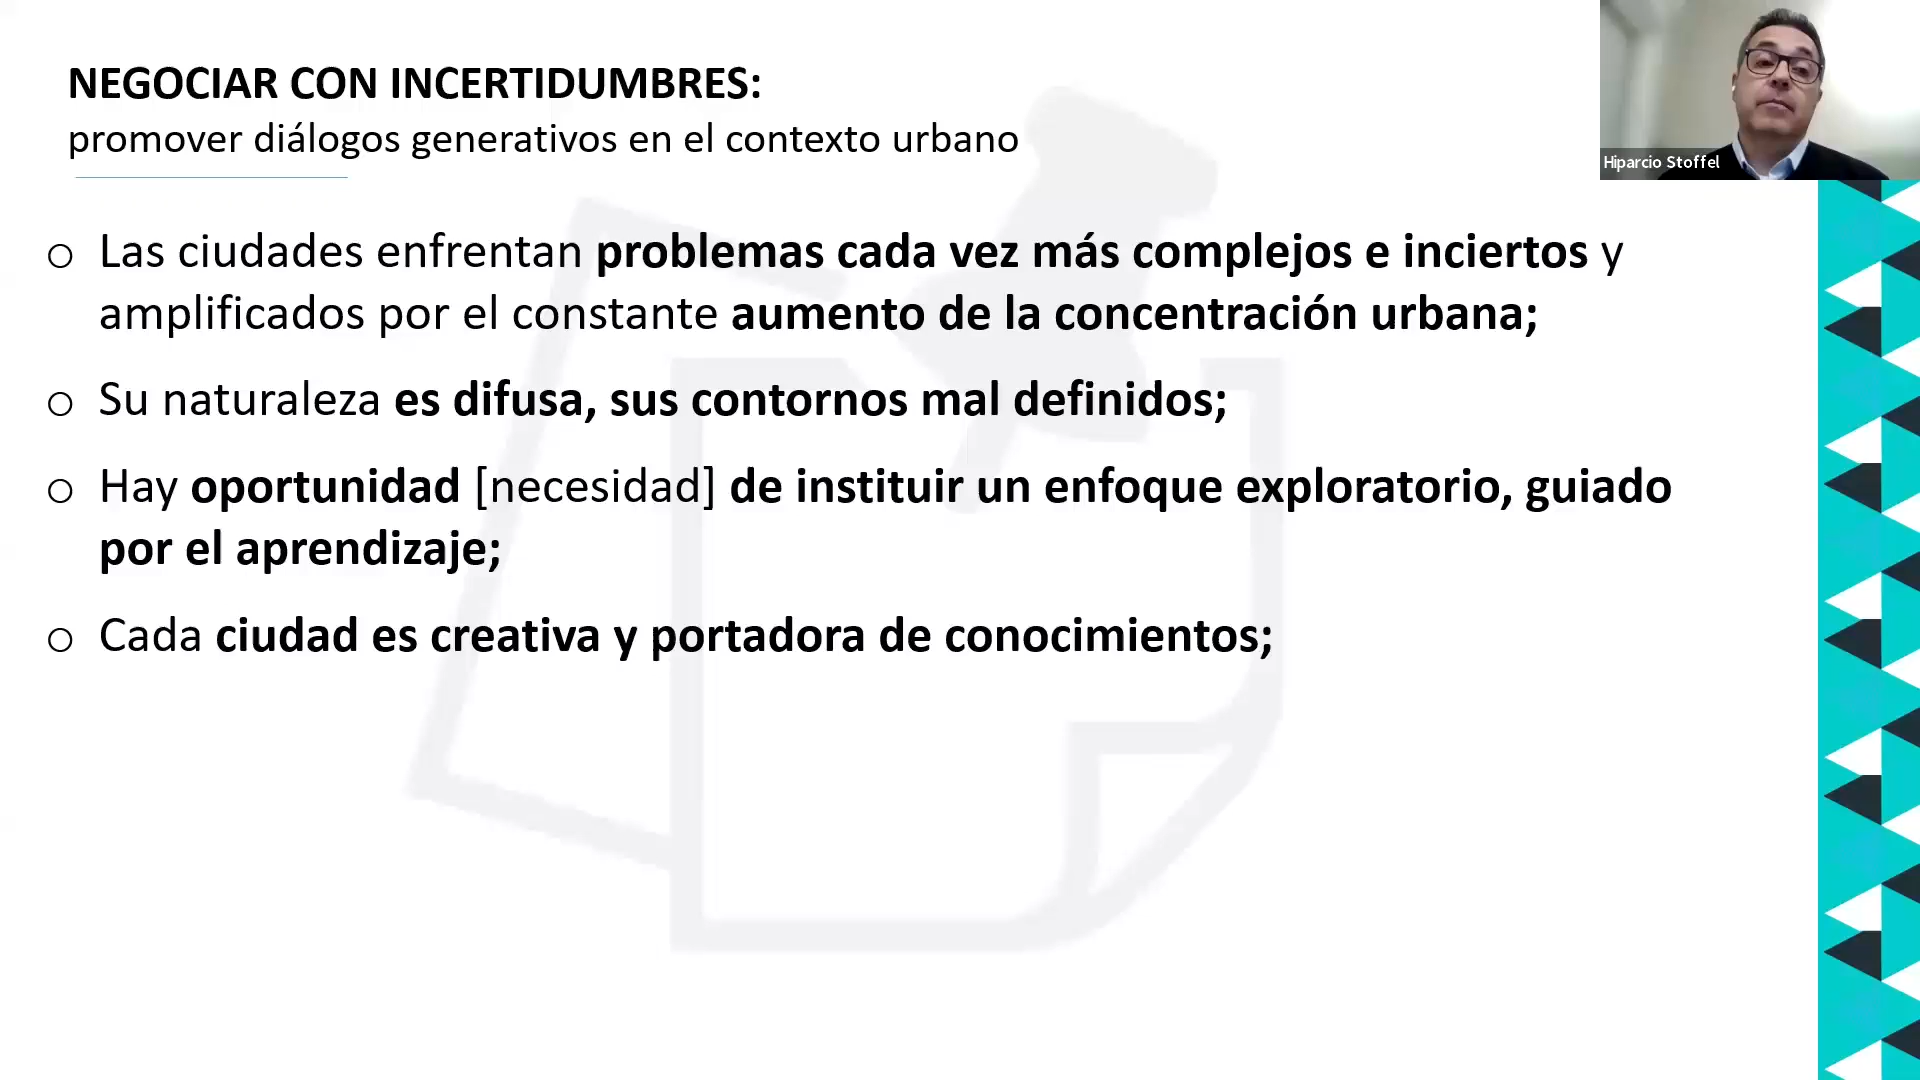 NEGOCIAR CON INCERTIDUMBRES:
promover diálogos generativos en el contexto urbano
Hiparcio Stoffel
○ Las ciudades enfrentan problemas cada vez más complejos e inciertos y
amplificados por el constante aumento de la concentración urbana;
○ Su naturaleza es difusa, sus contornos mal definidos;
○ Hay oportunidad [necesidad] de instituir un enfoque exploratorio, guiado
por el aprendizaje;
○ Cada ciudad es creativa y portadora de conocimientos;